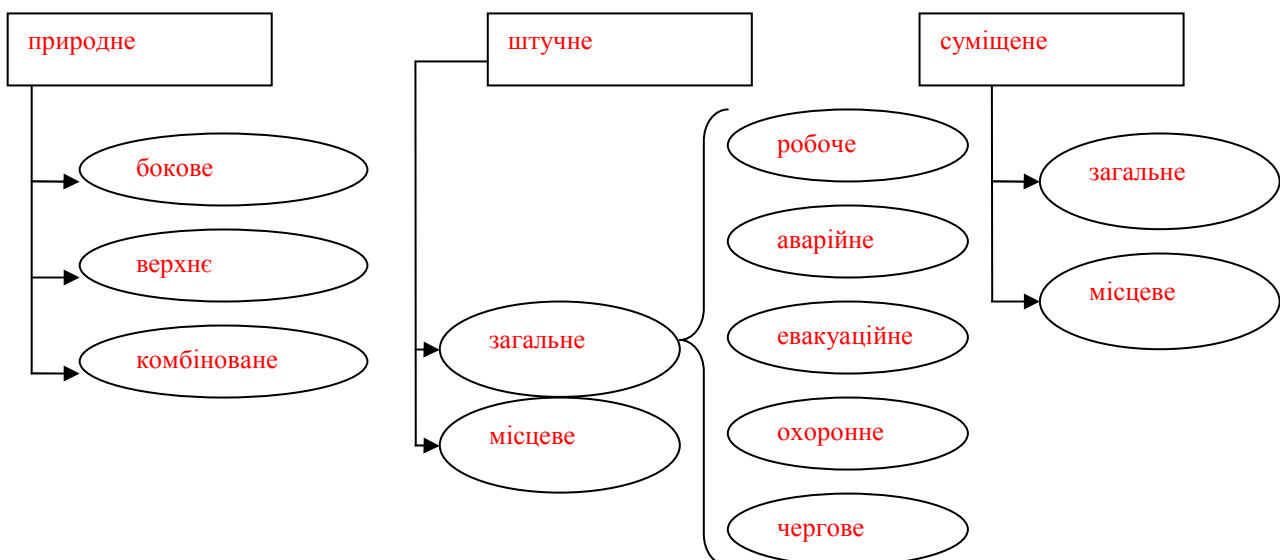 природне
штучне
суміщене
бокове
верхнє
комбіноване
загальне
місцеве
робоче
аварійне
евакуаційне
охоронне
чергове
загальне
місцеве